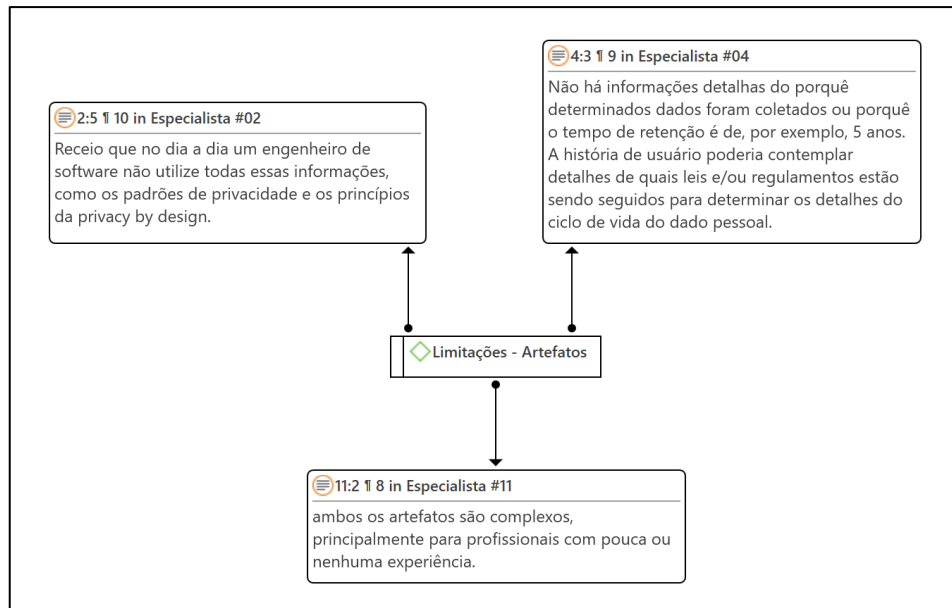 2:5 ¶ 10 in Especialista #02
Receio que no dia a dia um engenheiro de
software não utilize todas essas informações,
como os padrões de privacidade e os princípios
da privacy by design.
4:3 ¶ 9 in Especialista #04
Não há informações detalhas do porquê
determinados dados foram coletados ou porquê
o tempo de retenção é de, por exemplo, 5 anos.
A história de usuário poderia contemplar
detalhes de quais leis e/ou regulamentos estão
sendo seguidos para determinar os detalhes do
ciclo de vida do dado pessoal.
Limitações - Artefatos
11:2 ¶ 8 in Especialista #11
ambos os artefatos são complexos,
principalmente para profissionais com pouca ou
nenhuma experiência.